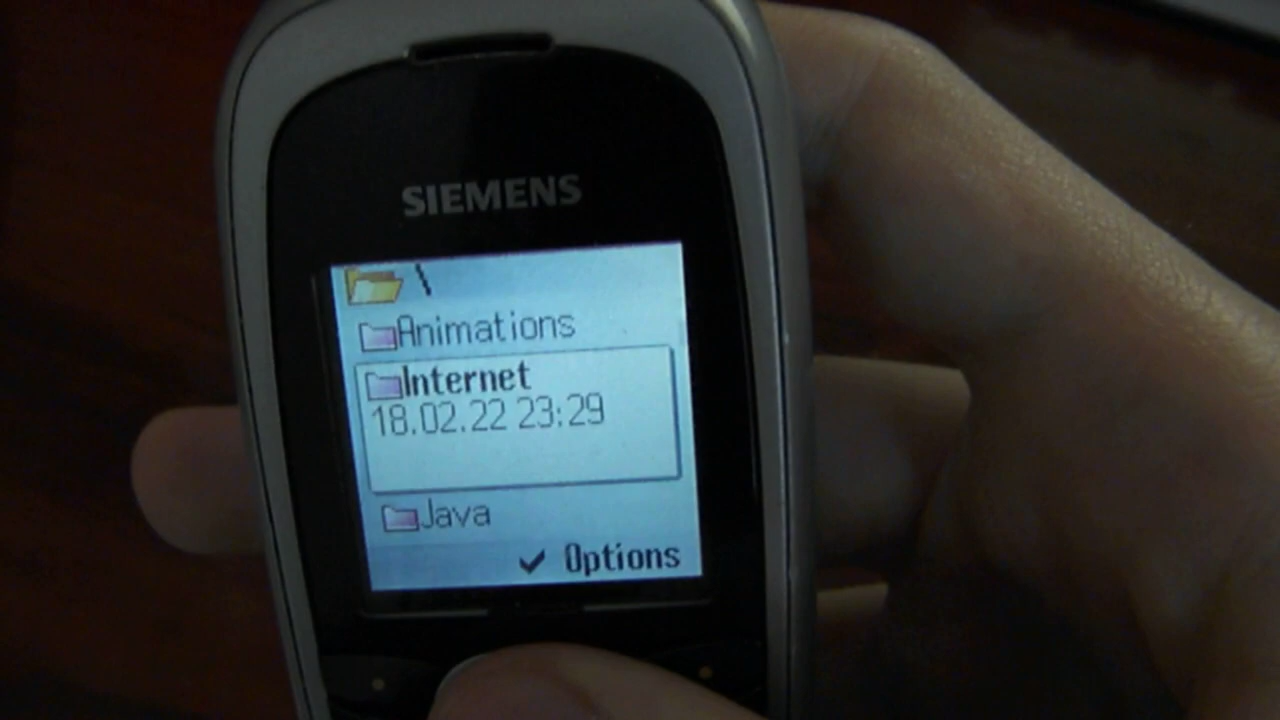 SIEMENS
\
Animations
Internet
18.02.22 23:29
Java
Options